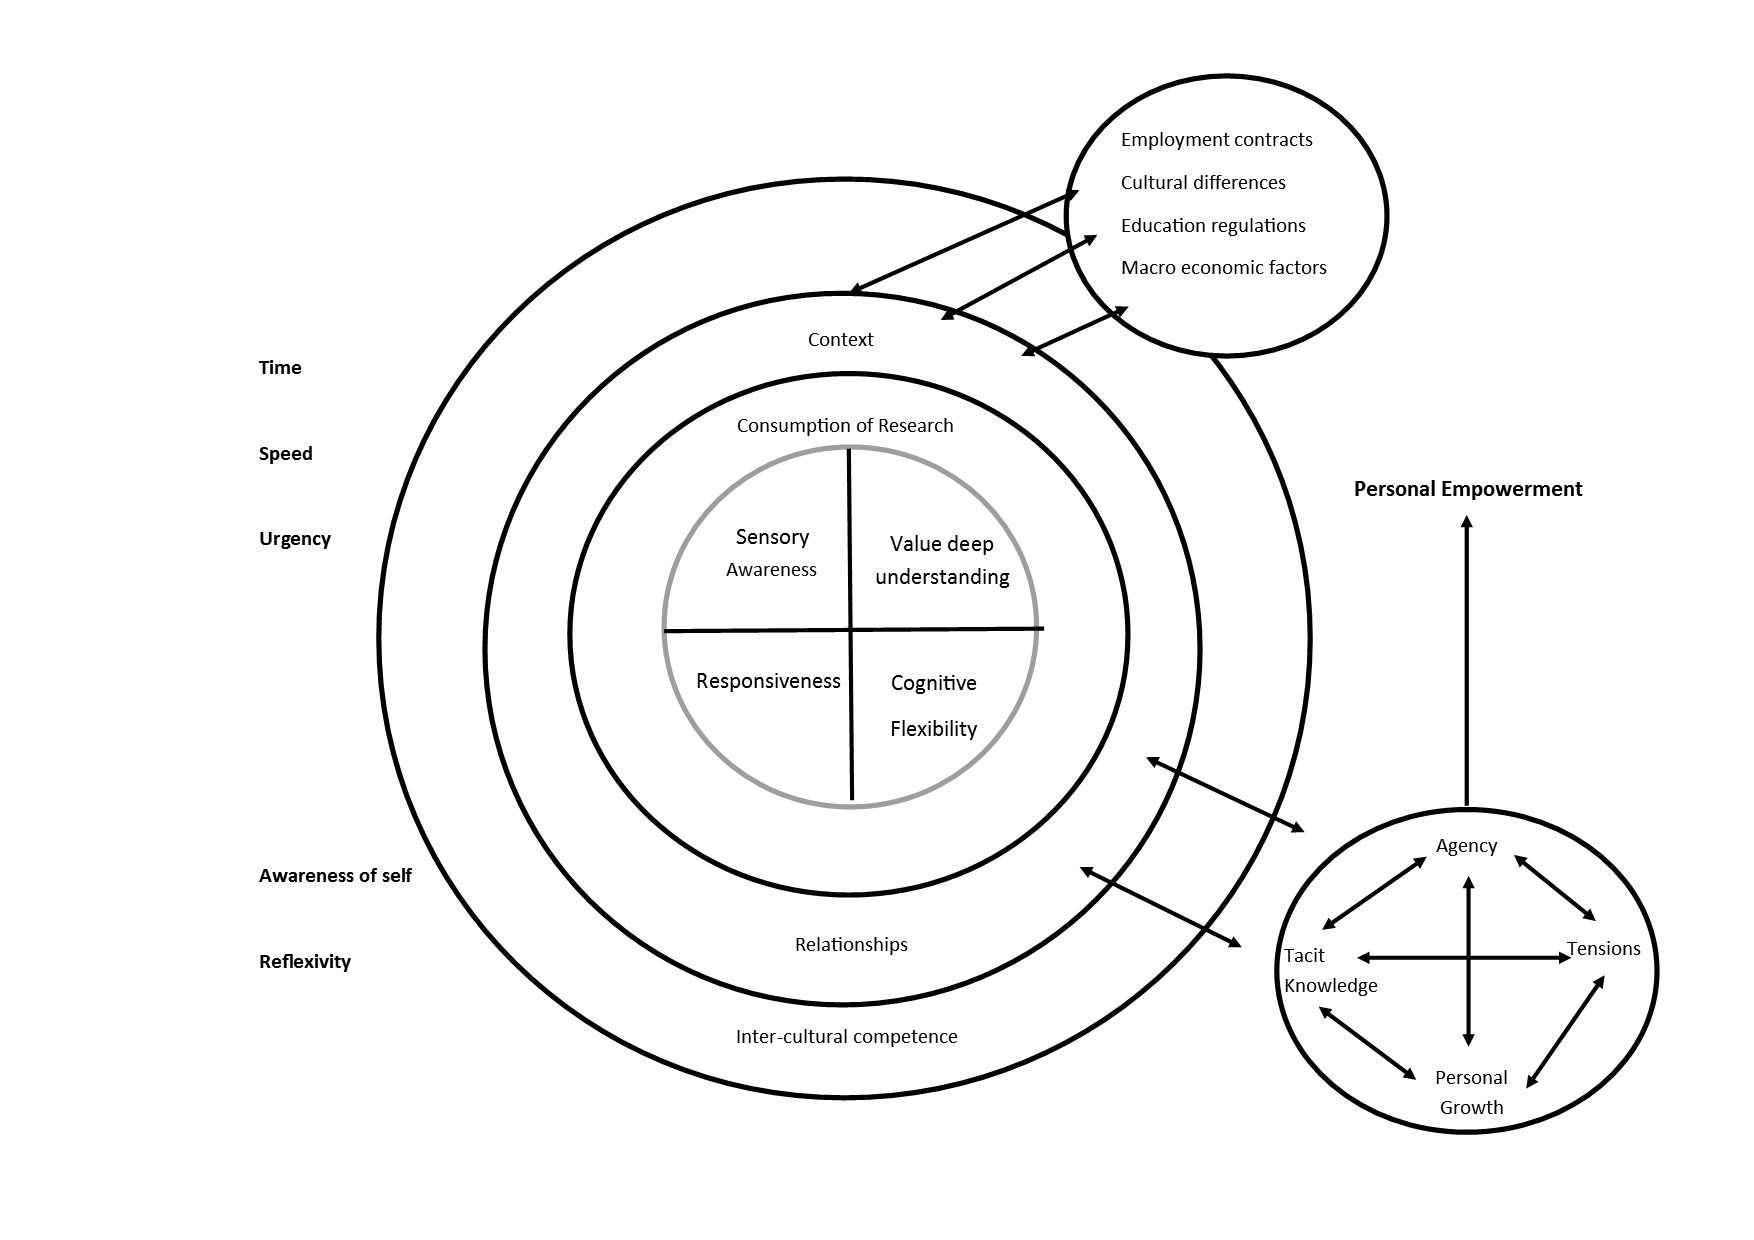 Employment contracts
Cultural differences
Education regulations
Macro economic factors
Context
Time
Consumption of Research
Speed
Urgency
Personal Empowerment
Sensory
Awareness
Value deep
understanding
Responsiveness
Cognitive
Flexibility
Awareness of self
Reflexivity
Relationships
Inter-cultural competence
Agency
Tacit
Knowledge
Tensions
Personal
Growth